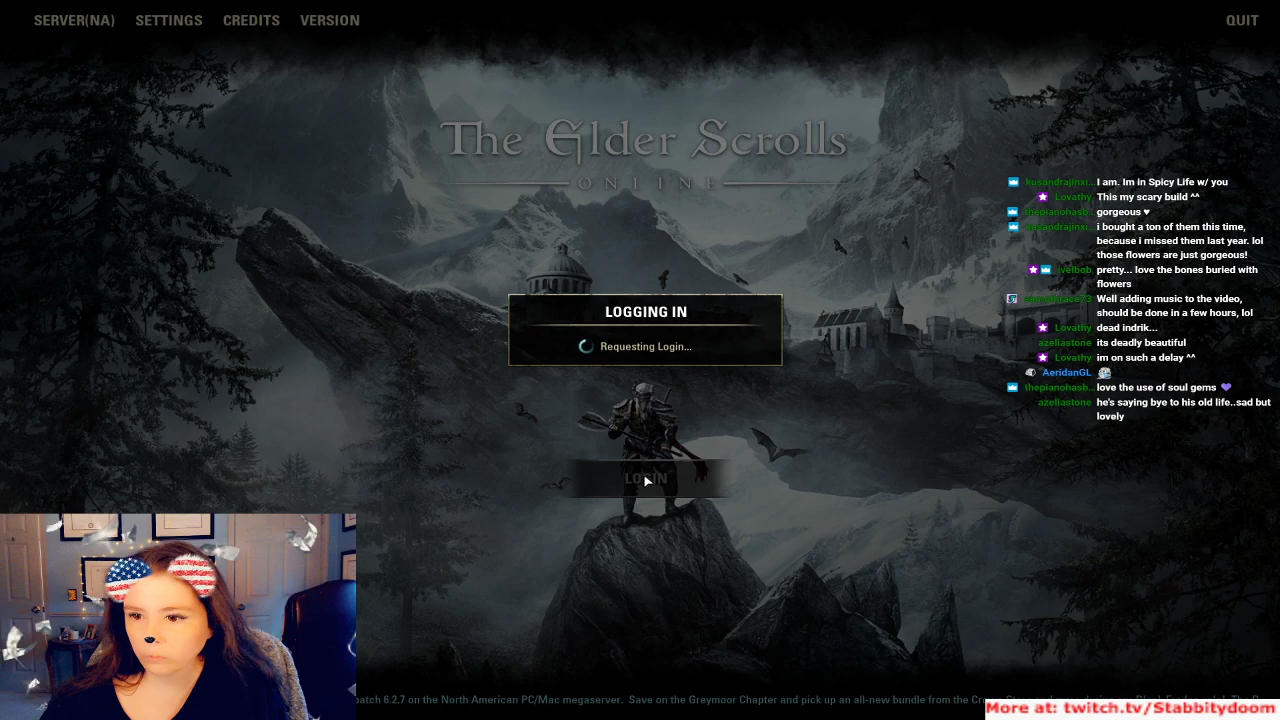 SERVER(NA) SETTINGS CREDITS VERSION QUIT
The Elder Scrolls
ONLINE
kusandrajinxi... I am. Im in Spicy Life w/ you
Lovathy This my scary build ^^
thepianohasb... gorgeous ♥
kusandrajinxi... i bought a ton of them this time,
because i missed them last year. lol
those flowers are just gorgeous!
pretty... love the bones buried with
flowers
Well adding music to the video,
should be done in a few hours, lol
Lovathy dead indrik...
azeliastone its deadly beautiful
Lovathy im on such a delay ^^
AeridanGL
thepianohasb... love the use of soul gems 💜
azeliastone he's saying bye to his old life..sad but
lovely
LOGGING IN
Requesting Login...
LOGIN
patch 6.2.7 on the North American PC/Mac megaserver. Save on the Greymoor Chapter and pick up an all-new bundle from the
More at: twitch.tv/Stabbitydoom